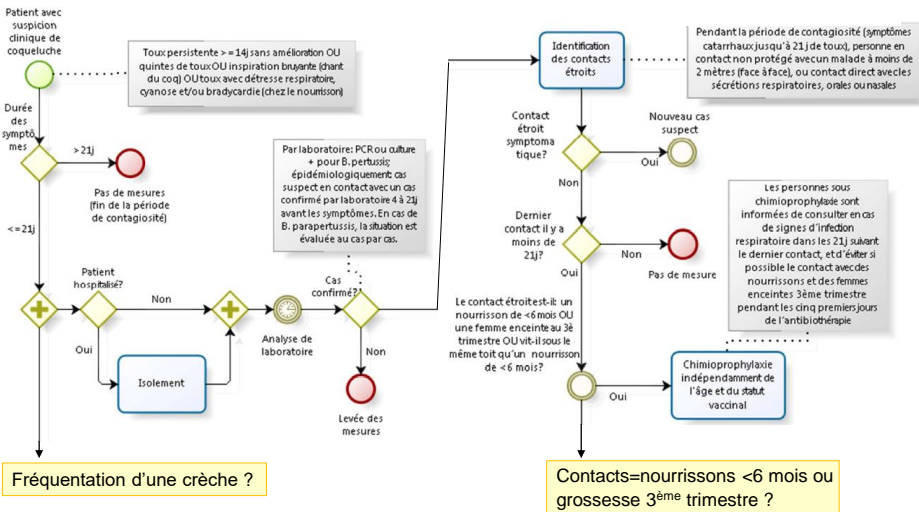 Patient avec
suspicion
clinique de
coqueluche
Toux persistente >= 14j sans amélioration OU
quintes de toux OU inspiration bruyante (chant
du coq) OU toux avec détresse respiratoire,
cyanose et/ou bradycardie (chez le nourrisson)
Durée
des
symptô
mes
> 21j
Pas de mesures
(fin de la période
de contagiosité)
<= 21j
Patient
hospitalisé?
Non
Oui
Isolement
Analyse de
laboratoire
Par laboratoire: PCR ou culture
+ pour B. pertussis;
épidémiologiquement: cas
suspect en contact avec un cas
confirmé par laboratoire 4 à 21j
avant les symptômes. En cas de
B. parapertussis, la situation est
évaluée au cas par cas.
Cas
confirmé?
Non
Levée des
mesures
Fréquentation d'une crèche ?
Identification
des contacts
étroits
Pendant la période de contagiosité (symptômes
catarrhaux jusqu'à 21 j de toux), personne en
contact non protégé avec un malade à moins de
2 mètres (face à face), ou contact direct avec les
sécrétions respiratoires, orales ou nasales
Contact
étroit
symptoma
tique?
Oui
Nouveau cas
suspect
Non
Dernier
contact il y a
moins de
21j?
Non
Pas de mesure
Oui
Les personnes sous
chimioprophylaxie sont
informées de consulter en cas
de signes d'infection
respiratoire dans les 21j suivant
le dernier contact, et d'éviter si
possible le contact avec des
nourrissons et des femmes
enceintes 3ème trimestre
pendant les cinq premiers jours
de l'antibiothérapie
Le contact étroit est-il: un
nourrisson de <6 mois OU
une femme enceinte au 3è
trimestre OU vit-il sous le
même toit qu'un nourrisson
de <6 mois?
Oui
Chimioprophylaxie
indépendamment de
l'âge et du statut
vaccinal
Contacts=nourrissons <6 mois ou
grossesse 3ème trimestre ?